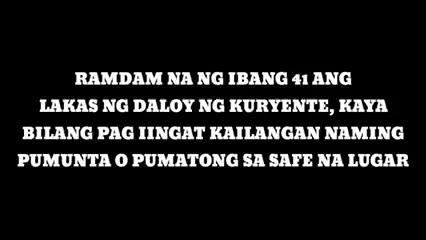 RAMDAM NA NG IBANG 41 ANG
LAKAS NG DALOY NG KURYENTE, KAYA
BILANG PAG IINGAT KAILANGAN NAMING
PUMUNTA O PUMATONG SA SAFE NA LUGAR